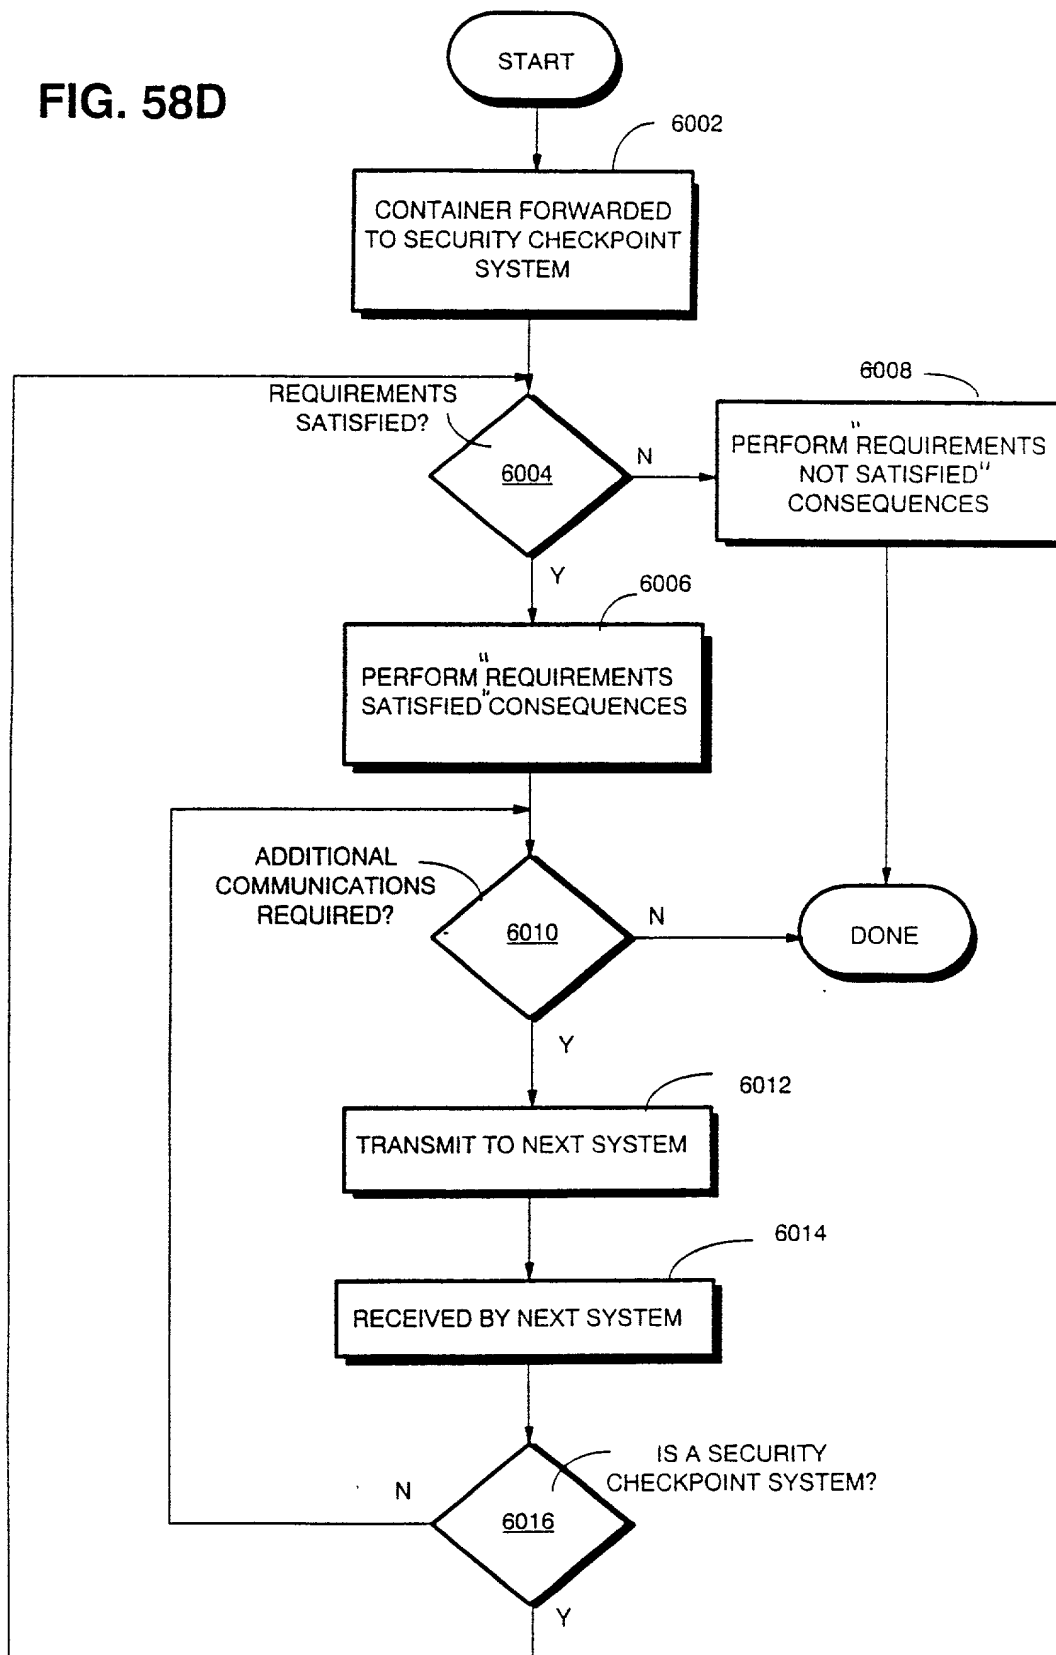 FIG. 58D
START
6002
CONTAINER FORWARDED
TO SECURITY CHECKPOINT
SYSTEM
REQUIREMENTS
SATISFIED?
6004
N
6008
PERFORM "REQUIREMENTS
NOT SATISFIED"
CONSEQUENCES
Y
6006
PERFORM "REQUIREMENTS
SATISFIED" CONSEQUENCES
ADDITIONAL
COMMUNICATIONS
REQUIRED?
6010
N
DONE
Y
6012
TRANSMIT TO NEXT SYSTEM
6014
RECEIVED BY NEXT SYSTEM
IS A SECURITY
CHECKPOINT SYSTEM?
N
6016
Y